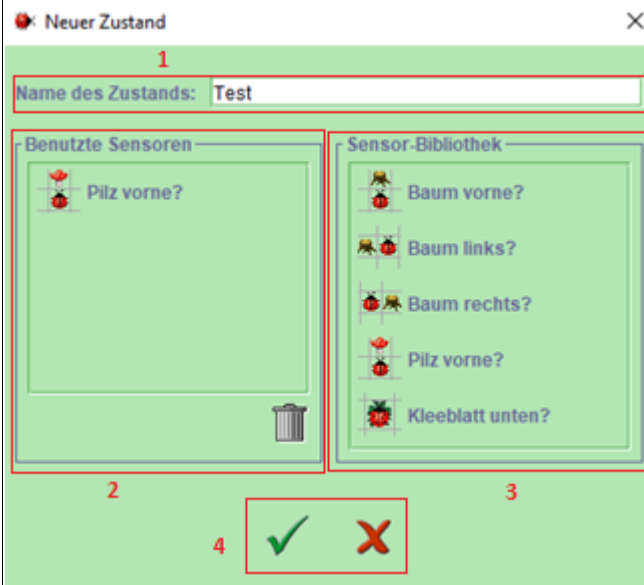 Neuer Zustand
1
Name des Zustands: Test
Benutzte Sensoren
Pilz vorne?
2
Sensor-Bibliothek
Baum vorne?
Baum links?
Baum rechts?
Pilz vorne?
Kleeblatt unten?
3
4